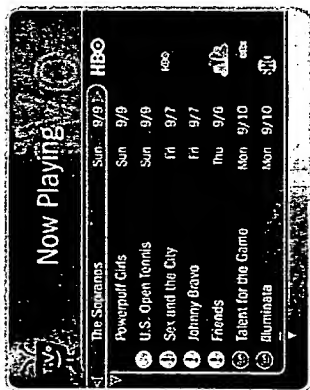 TiVo
Now Playing
The Sopranos Sun 9/9 HBO
Powerpuff Girls Sun 9/9
U.S. Open Tennis Sun 9/9
Sex and the City Fri 9/7 HBO
Johnny Bravo Fri 9/7
Friends Thu 9/6
Talent for the Game Mon 9/10
Illuminata Mon 9/10